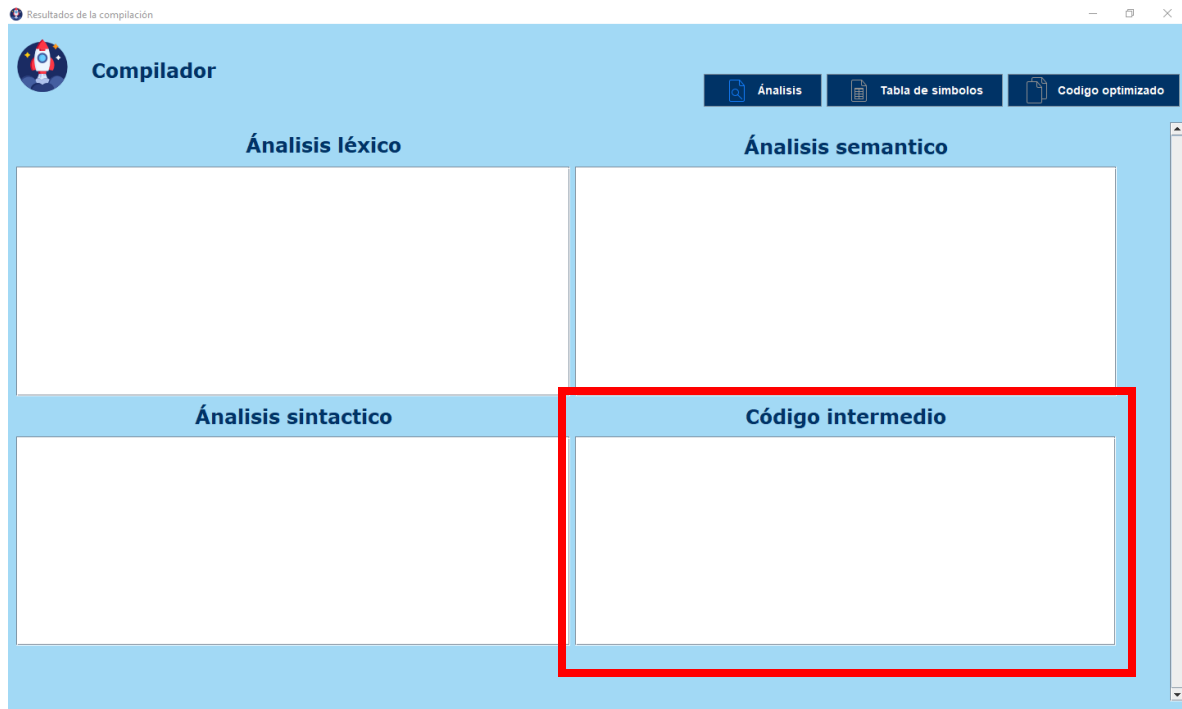 Resultados de la compilación
Compilador
Ánalisis
Tabla de simbolos
Codigo optimizado
Ánalisis léxico
Ánalisis semantico
Ánalisis sintactico
Código intermedio